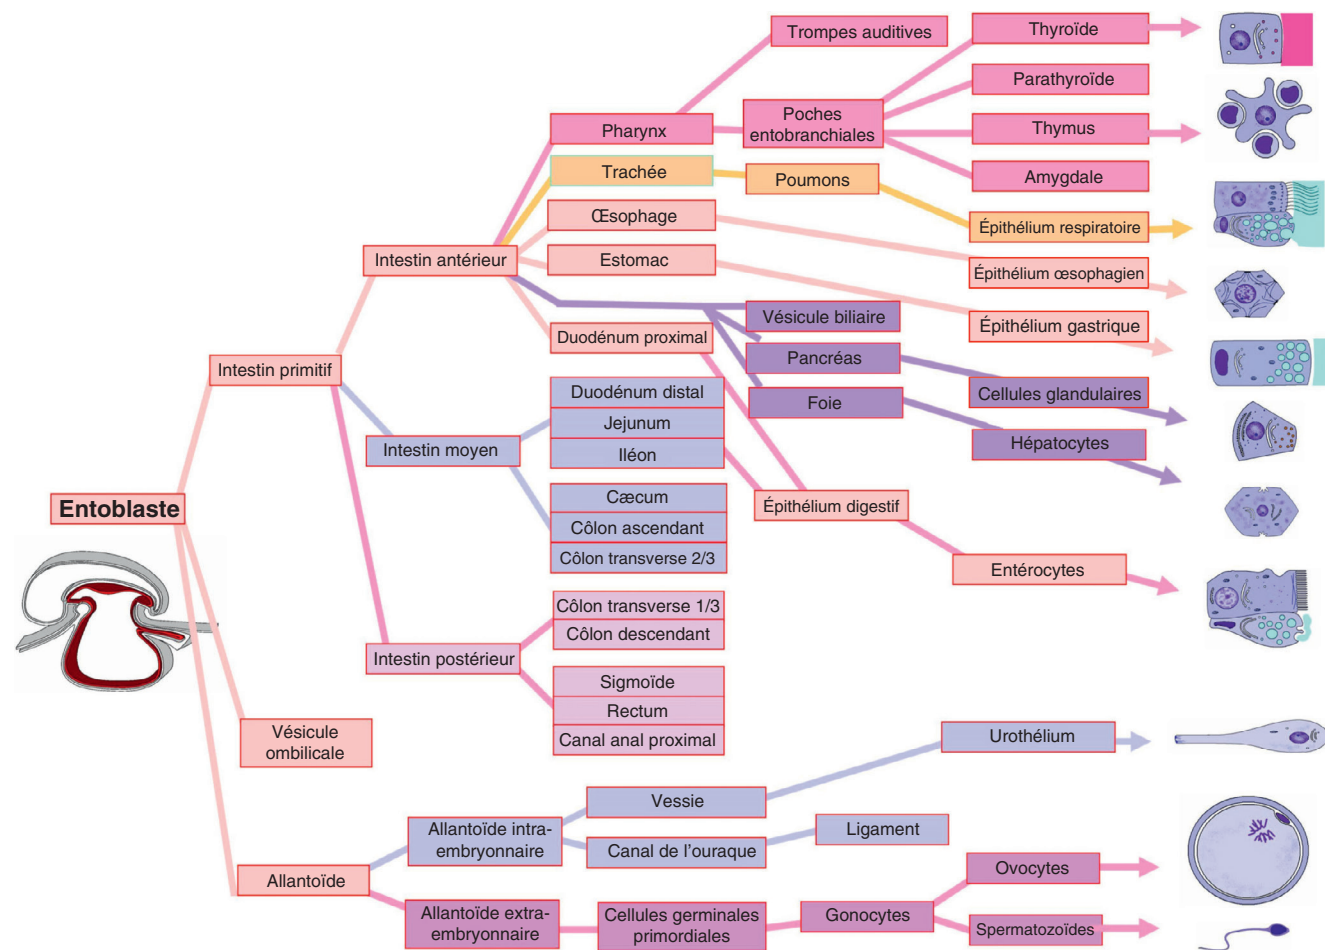 Entoblaste
Intestin primitif
Vésicule
ombilicale
Allantoïde
Intestin antérieur
Intestin moyen
Intestin postérieur
Allantoïde intra-
embryonnaire
Allantoïde extra-
embryonnaire
Pharynx
Trachée
Œsophage
Estomac
Duodénum proximal
Duodénum distal
Jejunum
Iléon
Cæcum
Côlon ascendant
Côlon transverse 2/3
Côlon transverse 1/3
Côlon descendant
Sigmoïde
Rectum
Canal anal proximal
Vessie
Canal de l’ouraque
Cellules germinales
primordiales
Trompes auditives
Poches
entobranchiales
Poumons
Vésicule biliaire
Pancréas
Foie
Épithélium digestif
Ligament
Gonocytes
Thyroïde
Parathyroïde
Thymus
Amygdale
Épithélium respiratoire
Épithélium œsophagien
Épithélium gastrique
Cellules glandulaires
Hépatocytes
Entérocytes
Urothélium
Ovocytes
Spermatozoïdes